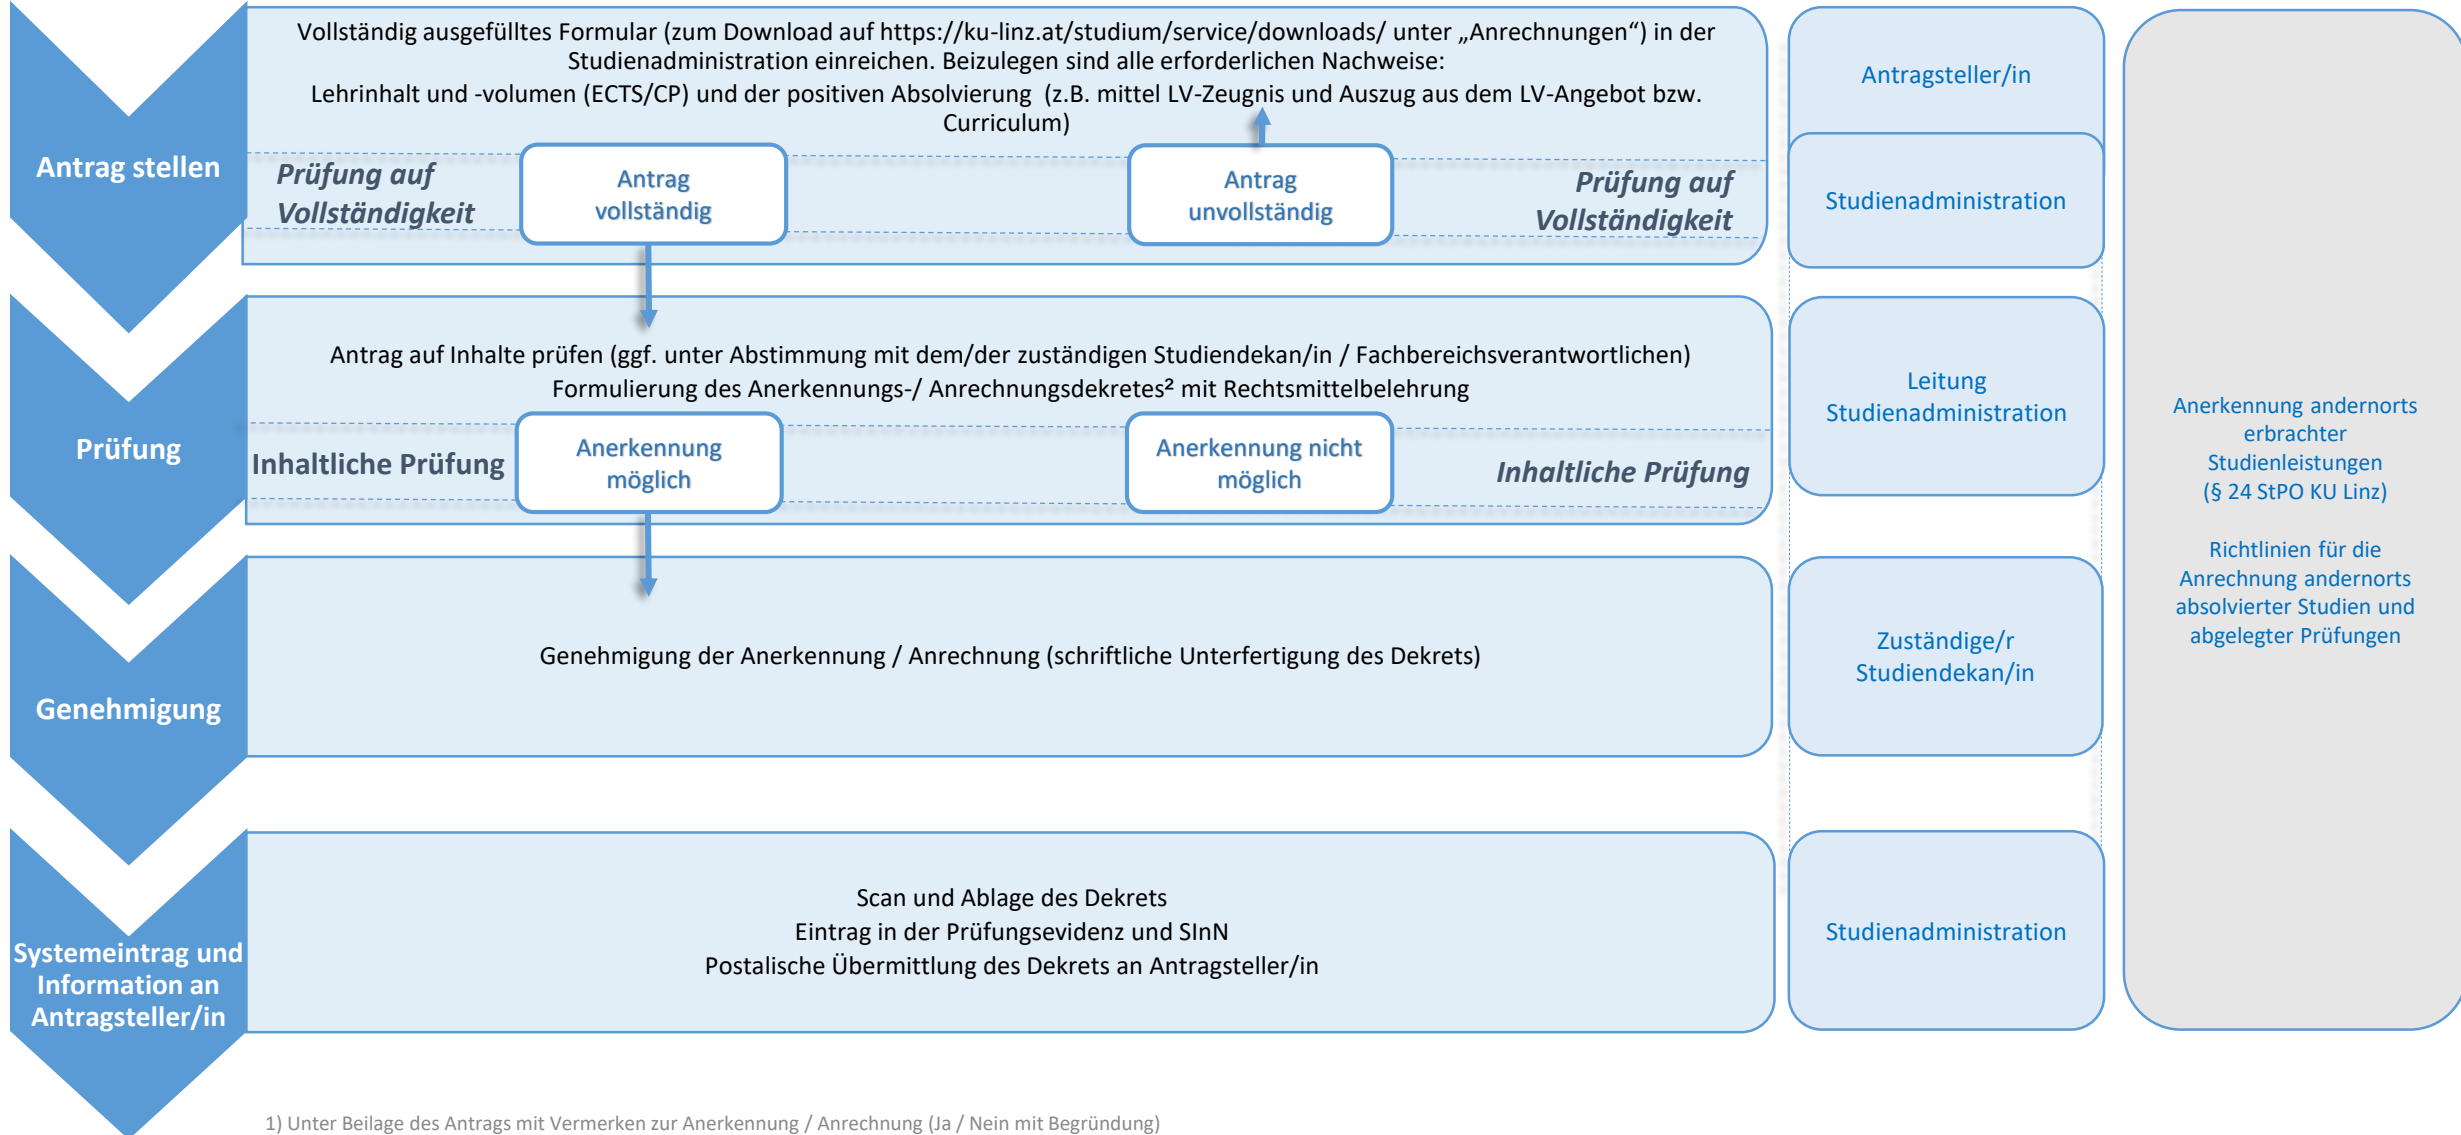 Vollständig ausgefülltes Formular (zum Download auf https://ku-linz.at/studium/service/downloads/ unter „Anrechnungen“) in der
Studienadministration einreichen. Beizulegen sind alle erforderlichen Nachweise:
Lehrinhalt und -volumen (ECTS/CP) und der positiven Absolvierung (z.B. mittel LV-Zeugnis und Auszug aus dem LV-Angebot bzw.
Curriculum)
Antrag stellen
Prüfung auf
Vollständigkeit
Antrag
vollständig
Antrag
unvollständig
Prüfung auf
Vollständigkeit
Antragsteller/in
Studienadministration
Prüfung
Antrag auf Inhalte prüfen (ggf. unter Abstimmung mit dem/der zuständigen Studiendekan/in / Fachbereichsverantwortlichen)
Formulierung des Anerkennungs-/ Anrechnungsdekretes² mit Rechtsmittelbelehrung
Inhaltliche Prüfung
Anerkennung
möglich
Anerkennung nicht
möglich
Inhaltliche Prüfung
Leitung
Studienadministration
Genehmigung
Genehmigung der Anerkennung / Anrechnung (schriftliche Unterfertigung des Dekrets)
Zuständige/r
Studiendekan/in
Systemeintrag und
Information an
Antragsteller/in
Scan und Ablage des Dekrets
Eintrag in der Prüfungsevidenz und SInN
Postalische Übermittlung des Dekrets an Antragsteller/in
Studienadministration
Anerkennung andernorts
erbrachter
Studienleistungen
(§ 24 StPO KU Linz)
Richtlinien für die
Anrechnung andernorts
absolvierter Studien und
abgelegter Prüfungen
1) Unter Beilage des Antrags mit Vermerken zur Anerkennung / Anrechnung (Ja / Nein mit Begründung)